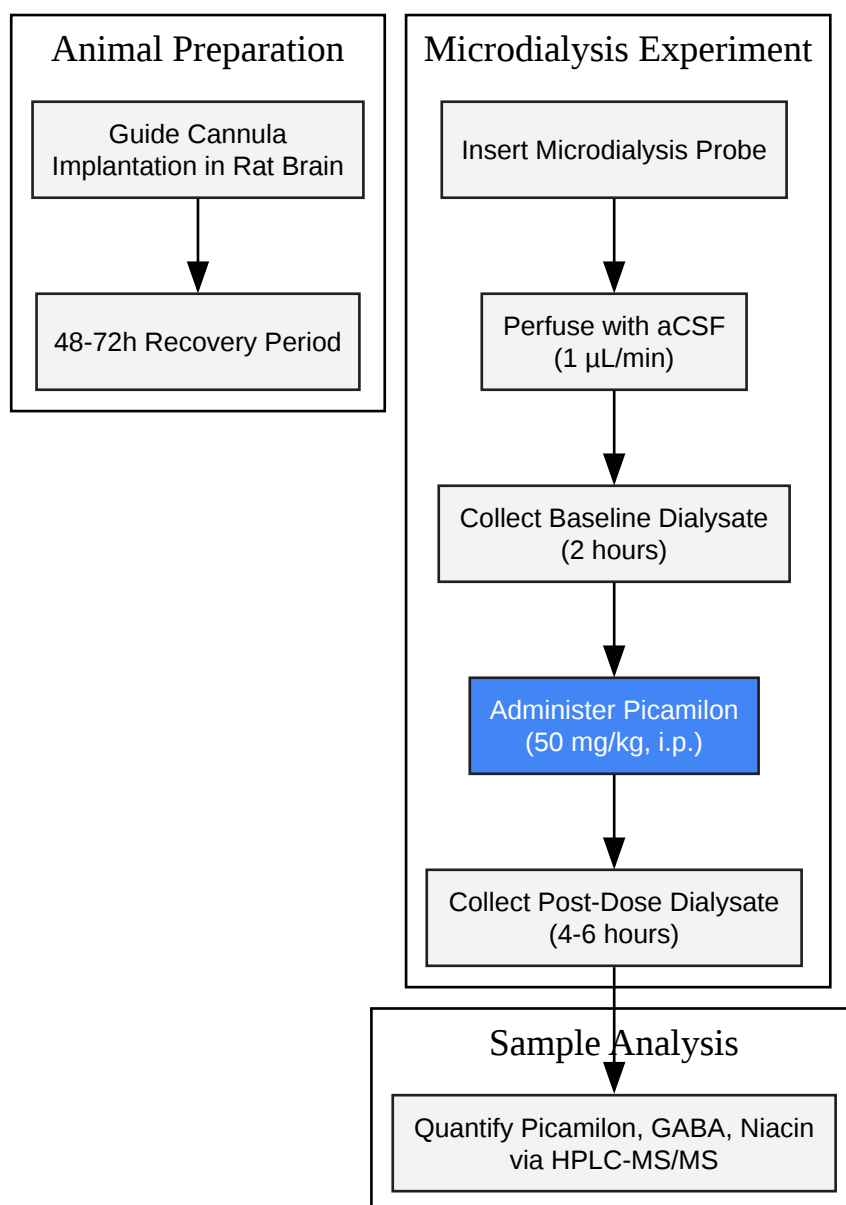 Animal Preparation
Guide Cannula
Implantation in Rat Brain
48-72h Recovery Period
Microdialysis Experiment
Insert Microdialysis Probe
Perfuse with aCSF
(1 µL/min)
Collect Baseline Dialysate
(2 hours)
Administer Picamilon
(50 mg/kg, i.p.)
Collect Post-Dose Dialysate
(4-6 hours)
Sample Analysis
Quantify Picamilon, GABA, Niacin
via HPLC-MS/MS